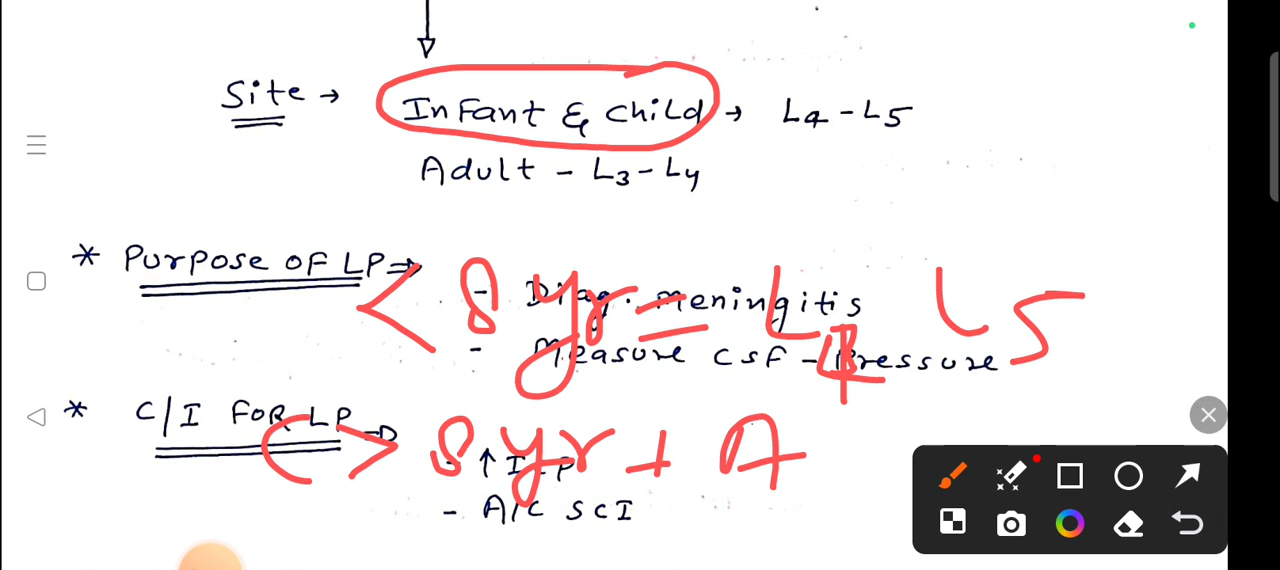 Site → Infant & child → L4 - L5
Adult - L3 - L4
* Purpose OF LP ⇒
- Diag. meningitis
< 8 yr = L4 L5
- Measure CSF - Pressure
* C/I FOR LP →
> 8 yr + A
- ↑ICP
- A/C SCI